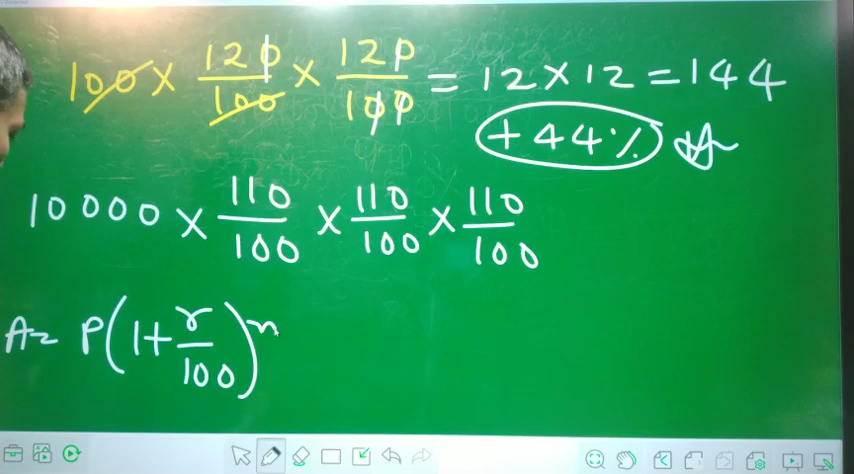 100 × 120/100 × 120/100 = 12 × 12 = 144
+44%
10000 × 110/100 × 110/100 × 110/100
A = P(1 + r/100)^n